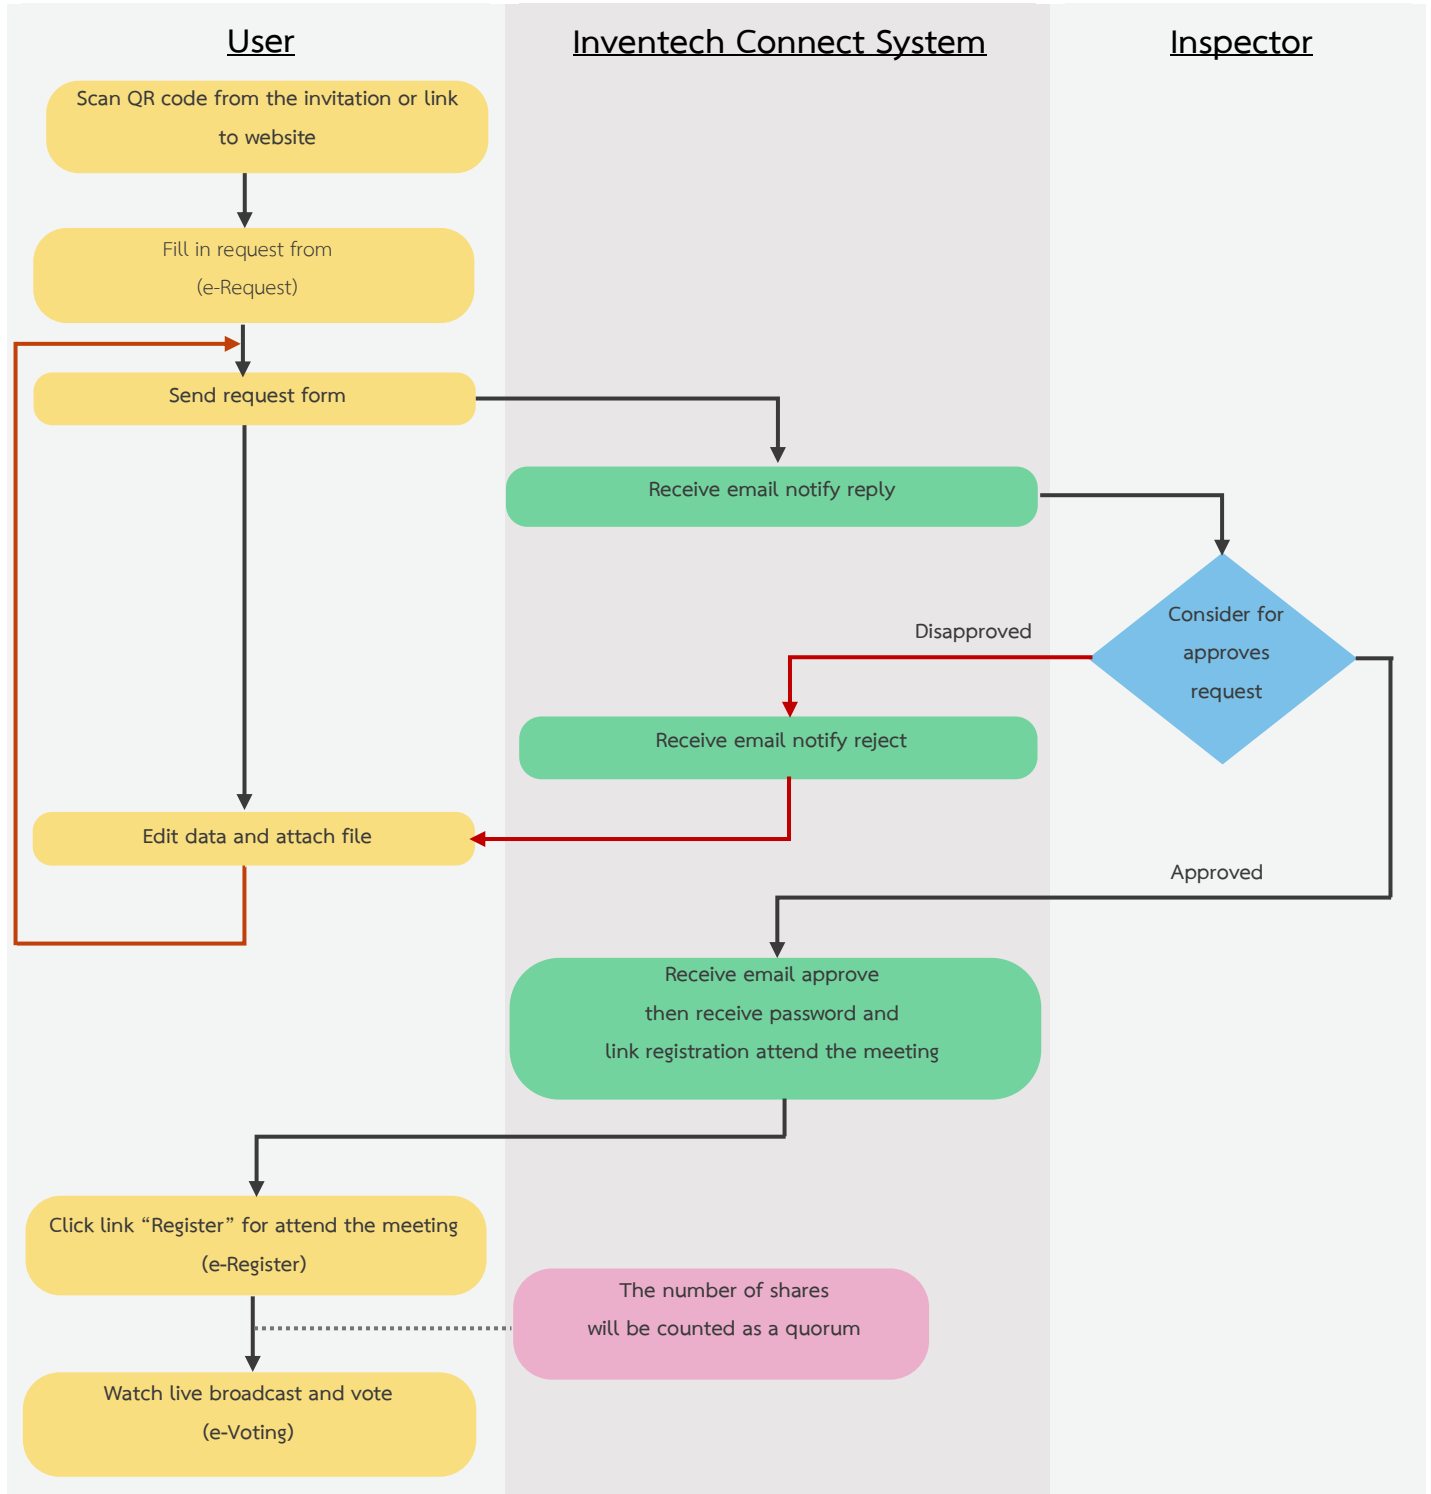 User
Inventech Connect System
Inspector
Scan QR code from the invitation or link
to website
Fill in request from
(e-Request)
Send request form
Receive email notify reply
Consider for
approves
request
Disapproved
Receive email notify reject
Edit data and attach file
Approved
Receive email approve
then receive password and
link registration attend the meeting
Click link “Register” for attend the meeting
(e-Register)
The number of shares
will be counted as a quorum
Watch live broadcast and vote
(e-Voting)